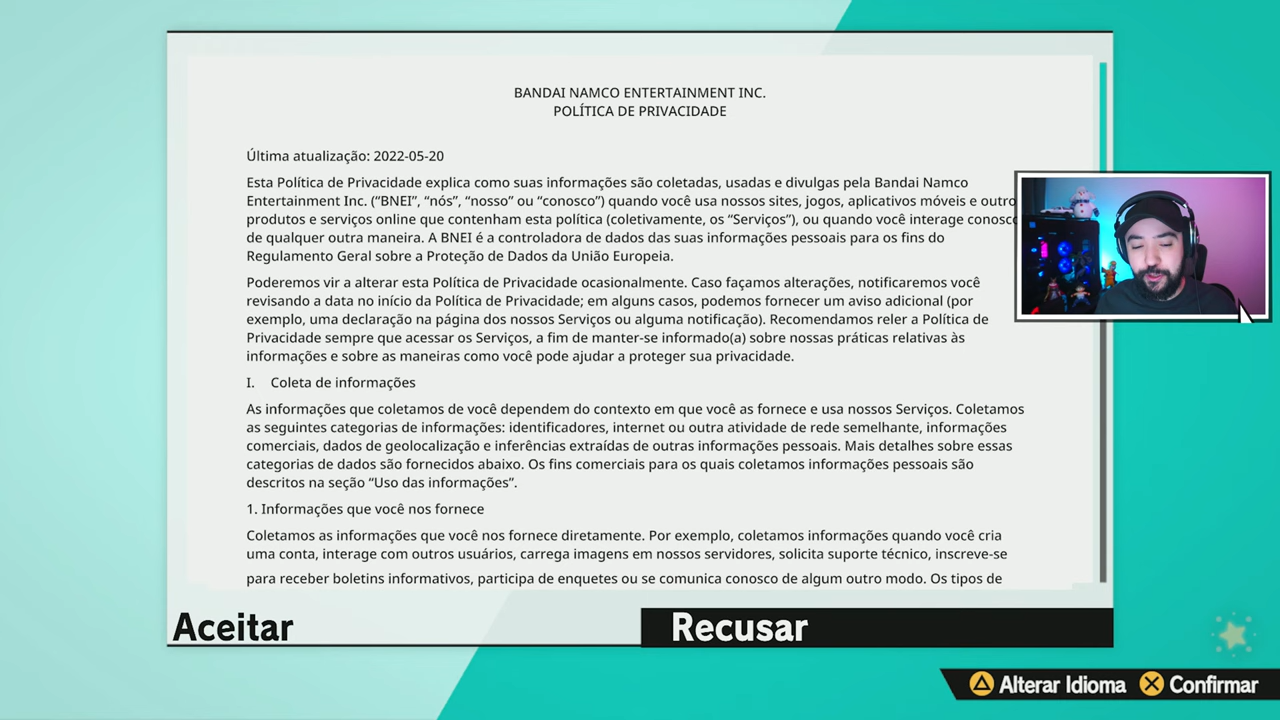 BANDAI NAMCO ENTERTAINMENT INC.
POLÍTICA DE PRIVACIDADE
Última atualização: 2022-05-20
Esta Política de Privacidade explica como suas informações são coletadas, usadas e divulgas pela Bandai Namco
Entertainment Inc. (“BNEI”, “nós”, “nosso” ou “conosco”) quando você usa nossos sites, jogos, aplicativos móveis e outro
produtos e serviços online que contenham esta política (coletivamente, os “Serviços”), ou quando você interage conosc
de qualquer outra maneira. A BNEI é a controladora de dados das suas informações pessoais para os fins do
Regulamento Geral sobre a Proteção de Dados da União Europeia.
Poderemos vir a alterar esta Política de Privacidade ocasionalmente. Caso façamos alterações, notificaremos você
revisando a data no início da Política de Privacidade; em alguns casos, podemos fornecer um aviso adicional (por
exemplo, uma declaração na página dos nossos Serviços ou alguma notificação). Recomendamos reler a Política de
Privacidade sempre que acessar os Serviços, a fim de manter-se informado(a) sobre nossas práticas relativas às
informações e sobre as maneiras como você pode ajudar a proteger sua privacidade.
I. Coleta de informações
As informações que coletamos de você dependem do contexto em que você as fornece e usa nossos Serviços. Coletamos
as seguintes categorias de informações: identificadores, internet ou outra atividade de rede semelhante, informações
comerciais, dados de geolocalização e inferências extraídas de outras informações pessoais. Mais detalhes sobre essas
categorias de dados são fornecidos abaixo. Os fins comerciais para os quais coletamos informações pessoais são
descritos na seção “Uso das informações”.
1. Informações que você nos fornece
Coletamos as informações que você nos fornece diretamente. Por exemplo, coletamos informações quando você cria
uma conta, interage com outros usuários, carrega imagens em nossos servidores, solicita suporte técnico, inscreve-se
para receber boletins informativos, participa de enquetes ou se comunica conosco de algum outro modo. Os tipos de
Aceitar
Recusar
Alterar Idioma
Confirmar